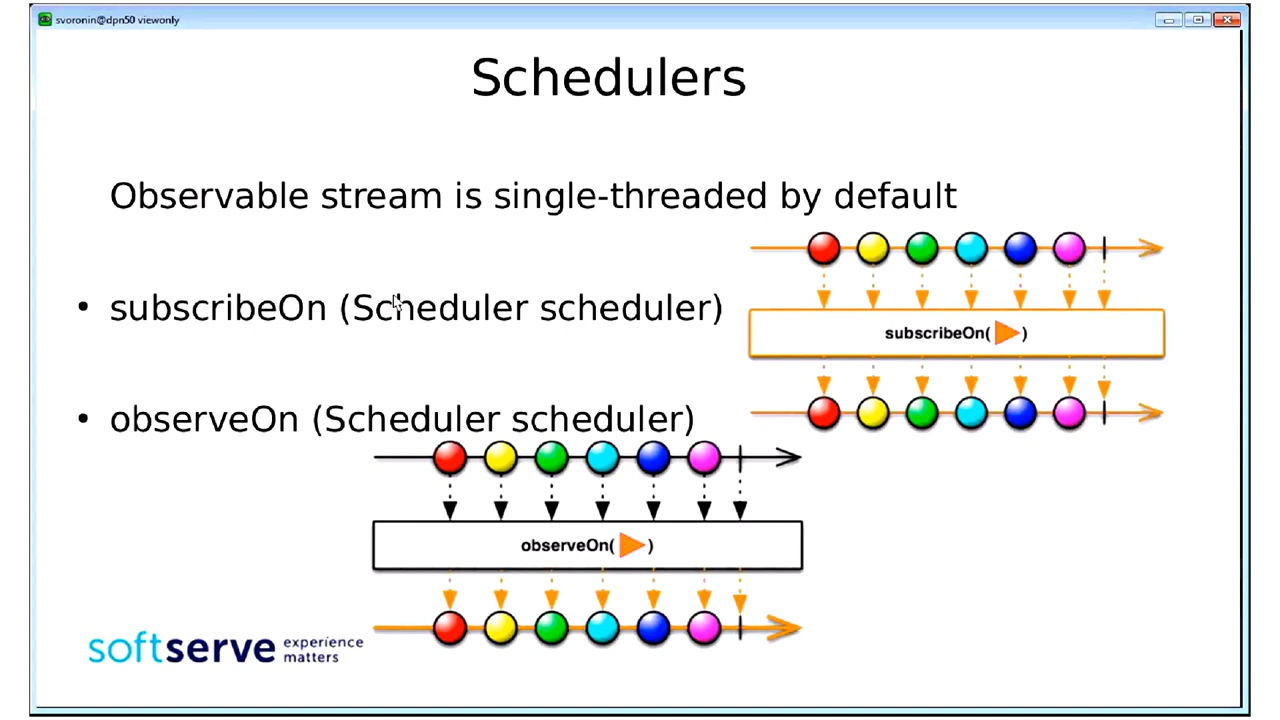 svoronin@dpn50 viewonly
Schedulers
Observable stream is single-threaded by default
• subscribeOn (Scheduler scheduler)
subscribeOn( )
• observeOn (Scheduler scheduler)
observeOn( )
softserve experience
matters